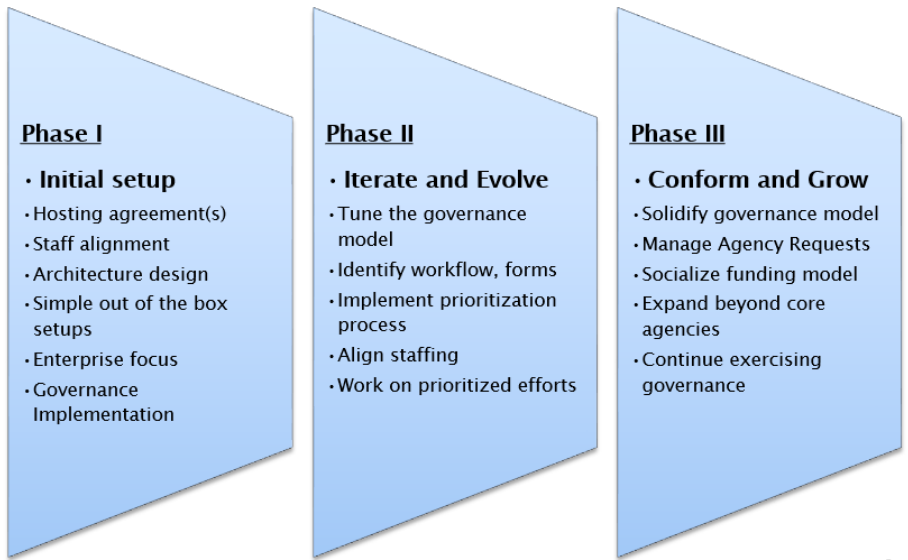 Phase I
• Initial setup
• Hosting agreement(s)
• Staff alignment
• Architecture design
• Simple out of the box
setups
• Enterprise focus
• Governance
Implementation
Phase II
• Iterate and Evolve
• Tune the governance
model
• Identify workflow, forms
• Implement prioritization
process
• Align staffing
• Work on prioritized efforts
Phase III
• Conform and Grow
• Solidify governance model
• Manage Agency Requests
• Socialize funding model
• Expand beyond core
agencies
• Continue exercising
governance